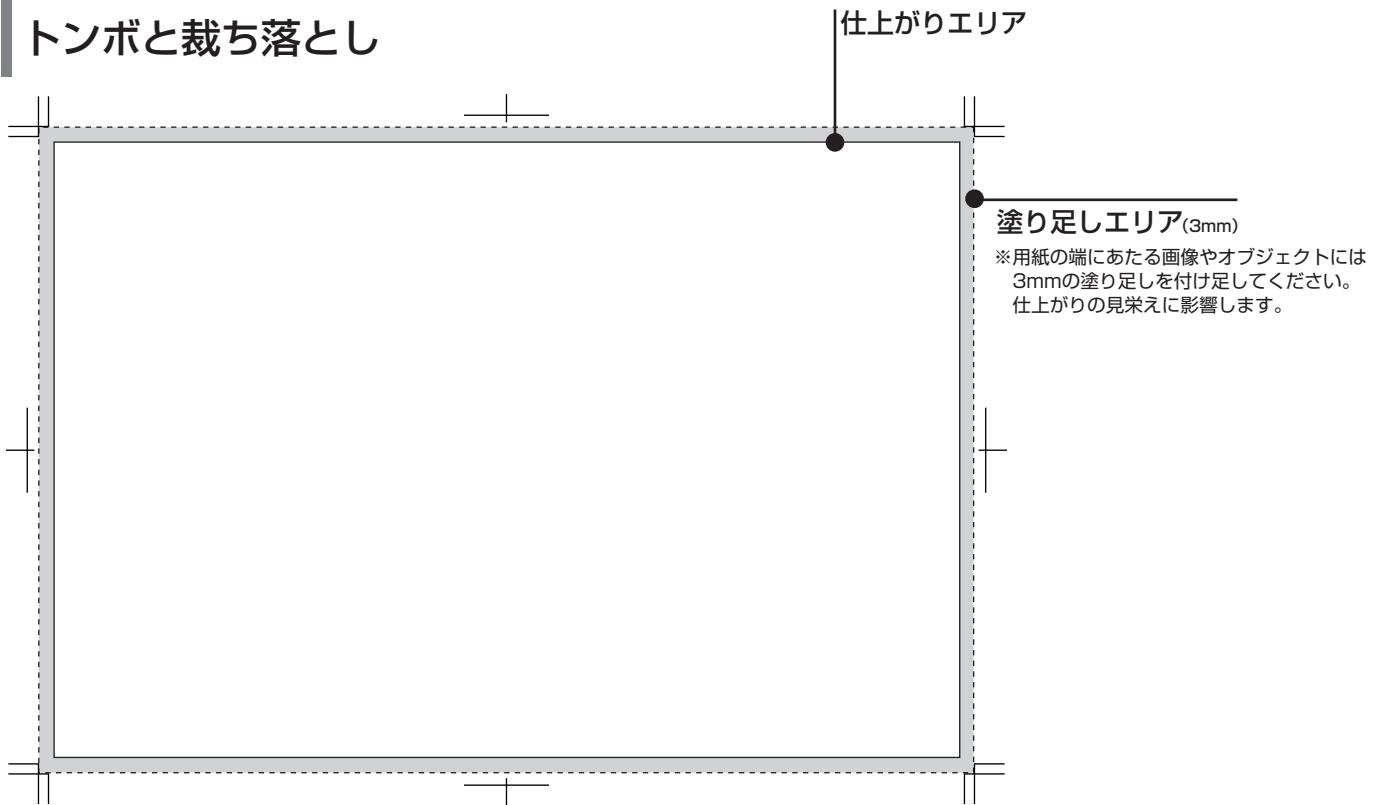 トンボと裁ち落とし
仕上がりエリア
塗り足しエリア(3mm)
※用紙の端にあたる画像やオブジェクトには
3mmの塗り足しを付け足してください。
仕上がりの見栄えに影響します。